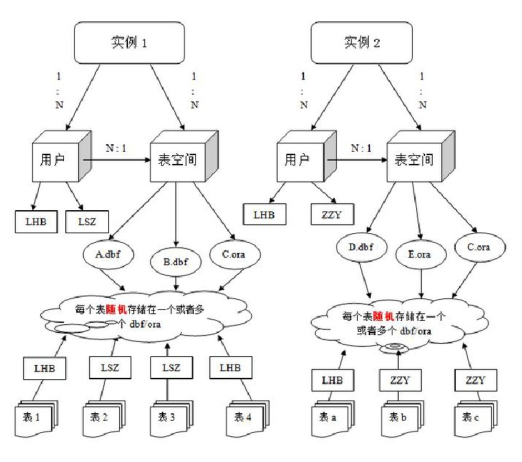 实例 1
实例 2
1
:
N
1
:
N
1
:
N
1
:
N
用户
N : 1
表空间
用户
N : 1
表空间
LHB
LSZ
LHB
ZZY
A.dbf
B.dbf
C.ora
D.dbf
E.ora
C.ora
每个表随机存储在一个或者多
个 dbf/ora
每个表随机存储在一个
或者多个 dbf/ora
LHB
LSZ
LSZ
LHB
LHB
ZZY
ZZY
表 1
表 2
表 3
表 4
表 a
表 b
表 c